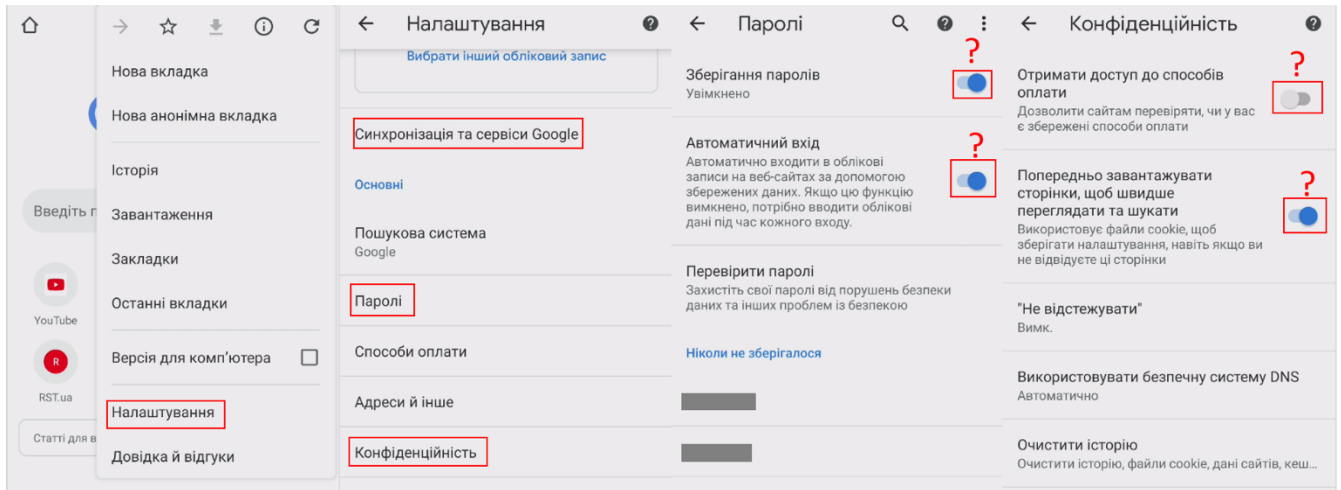 Нова вкладка
Нова анонімна вкладка
Історія
Введіть п
Завантаження
Закладки
Останні вкладки
YouTube
Версія для комп'ютера
R
RST.ua
Налаштування
Статті для в
Довідка й відгуки
Налаштування
Вибрати інший обліковий запис
Синхронізація та сервіси Google
Основні
Пошукова система
Google
Паролі
Способи оплати
Адреси й інше
Конфіденційність
Паролі
?
Зберігання паролів
Увімкнено
?
Автоматичний вхід
Автоматично входити в облікові
записи на веб-сайтах за допомогою
збережених даних. Якщо цю функцію
вимкнено, потрібно вводити облікові
дані під час кожного входу.
Перевірити паролі
Захистіть свої паролі від порушень безпеки
даних та інших проблем із безпекою
Ніколи не зберігалося
Конфіденційність
?
Отримати доступ до способів
оплати
Дозволити сайтам перевіряти, чи у вас
є збережені способи оплати
?
Попередньо завантажувати
сторінки, щоб швидше
переглядати та шукати
Використовує файли cookie, щоб
зберігати налаштування, навіть якщо ви
не відвідуєте ці сторінки
"Не відстежувати"
Вимк.
Використовувати безпечну систему DNS
Автоматично
Очистити історію
Очистити історію, файли cookie, дані сайтів, кеш...